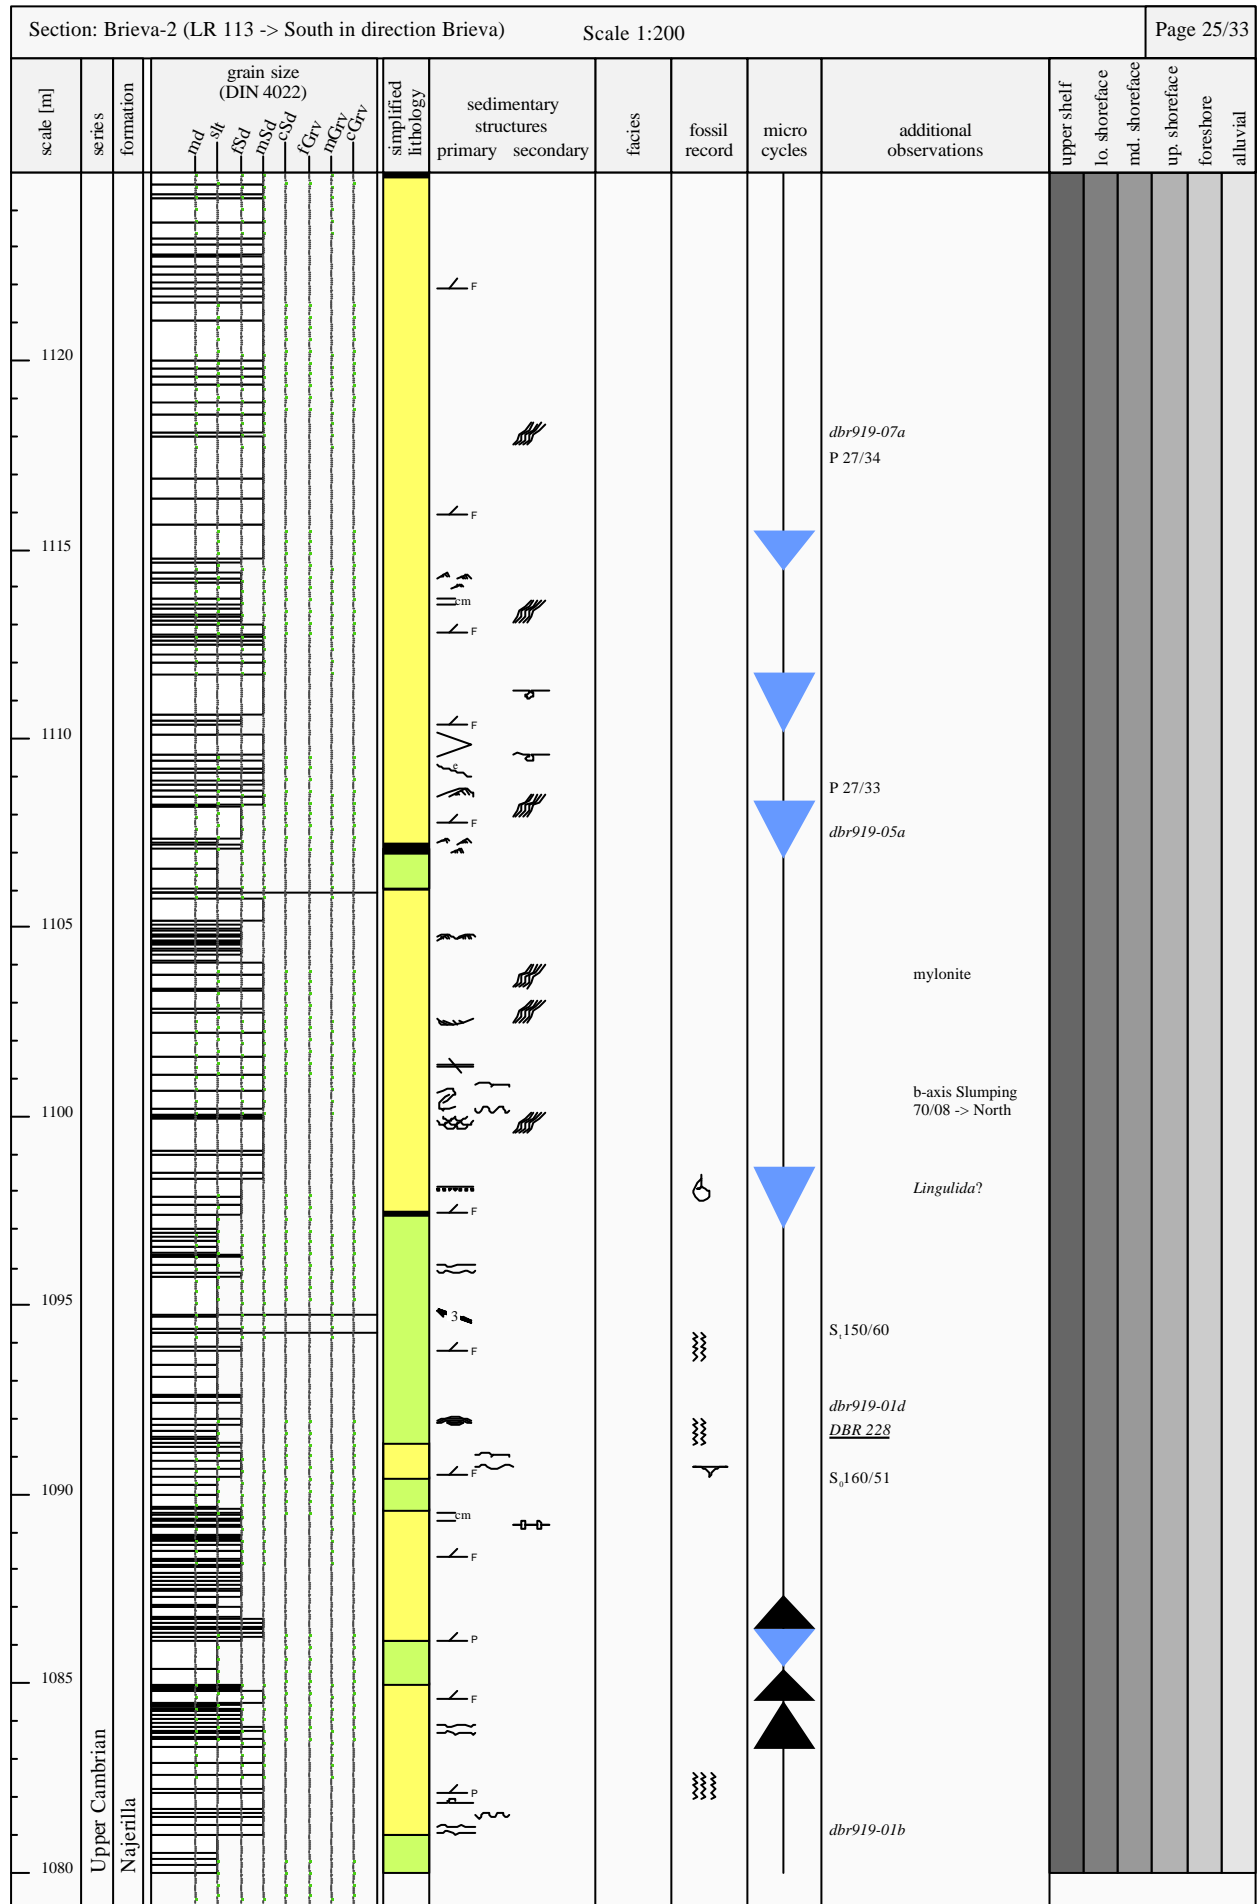 Section: Brieva-2 (LR 113 -> South in direction Brieva) Scale 1:200 Page 25/33
scale [m]
series
formation
grain size
(DIN 4022)
md slt fSd mSd cSd fGrv mGrv cGrv
simplified
lithology
sedimentary
structures
primary secondary
facies
fossil
record
micro
cycles
additional
observations
upper shelf
lo. shoreface
md. shoreface
up. shoreface
foreshore
alluvial
F
1120
dbr919-07a
P 27/34
F
1115
cm
F
F
1110
e
P 27/33
F
dbr919-05a
1105
mylonite
b-axis Slumping
70/08 -> North
1100
Lingulida?
F
1095
3
St150/60
F
dbr919-01d
DBR 228
F
S0160/51
1090
cm
F
P
1085
F
P
dbr919-01b
1080
Upper Cambrian
Najerilla